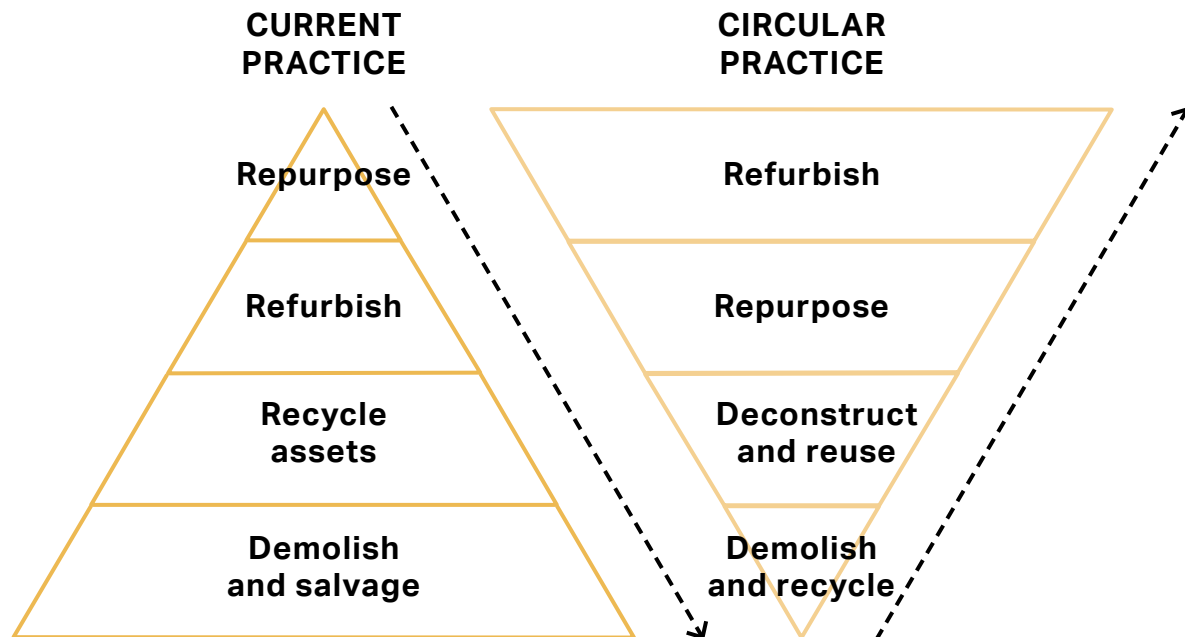 CURRENT
PRACTICE
Repurpose
Refurbish
Recycle
assets
Demolish
and salvage
CIRCULAR
PRACTICE
Refurbish
Repurpose
Deconstruct
and reuse
Demolish
and recycle